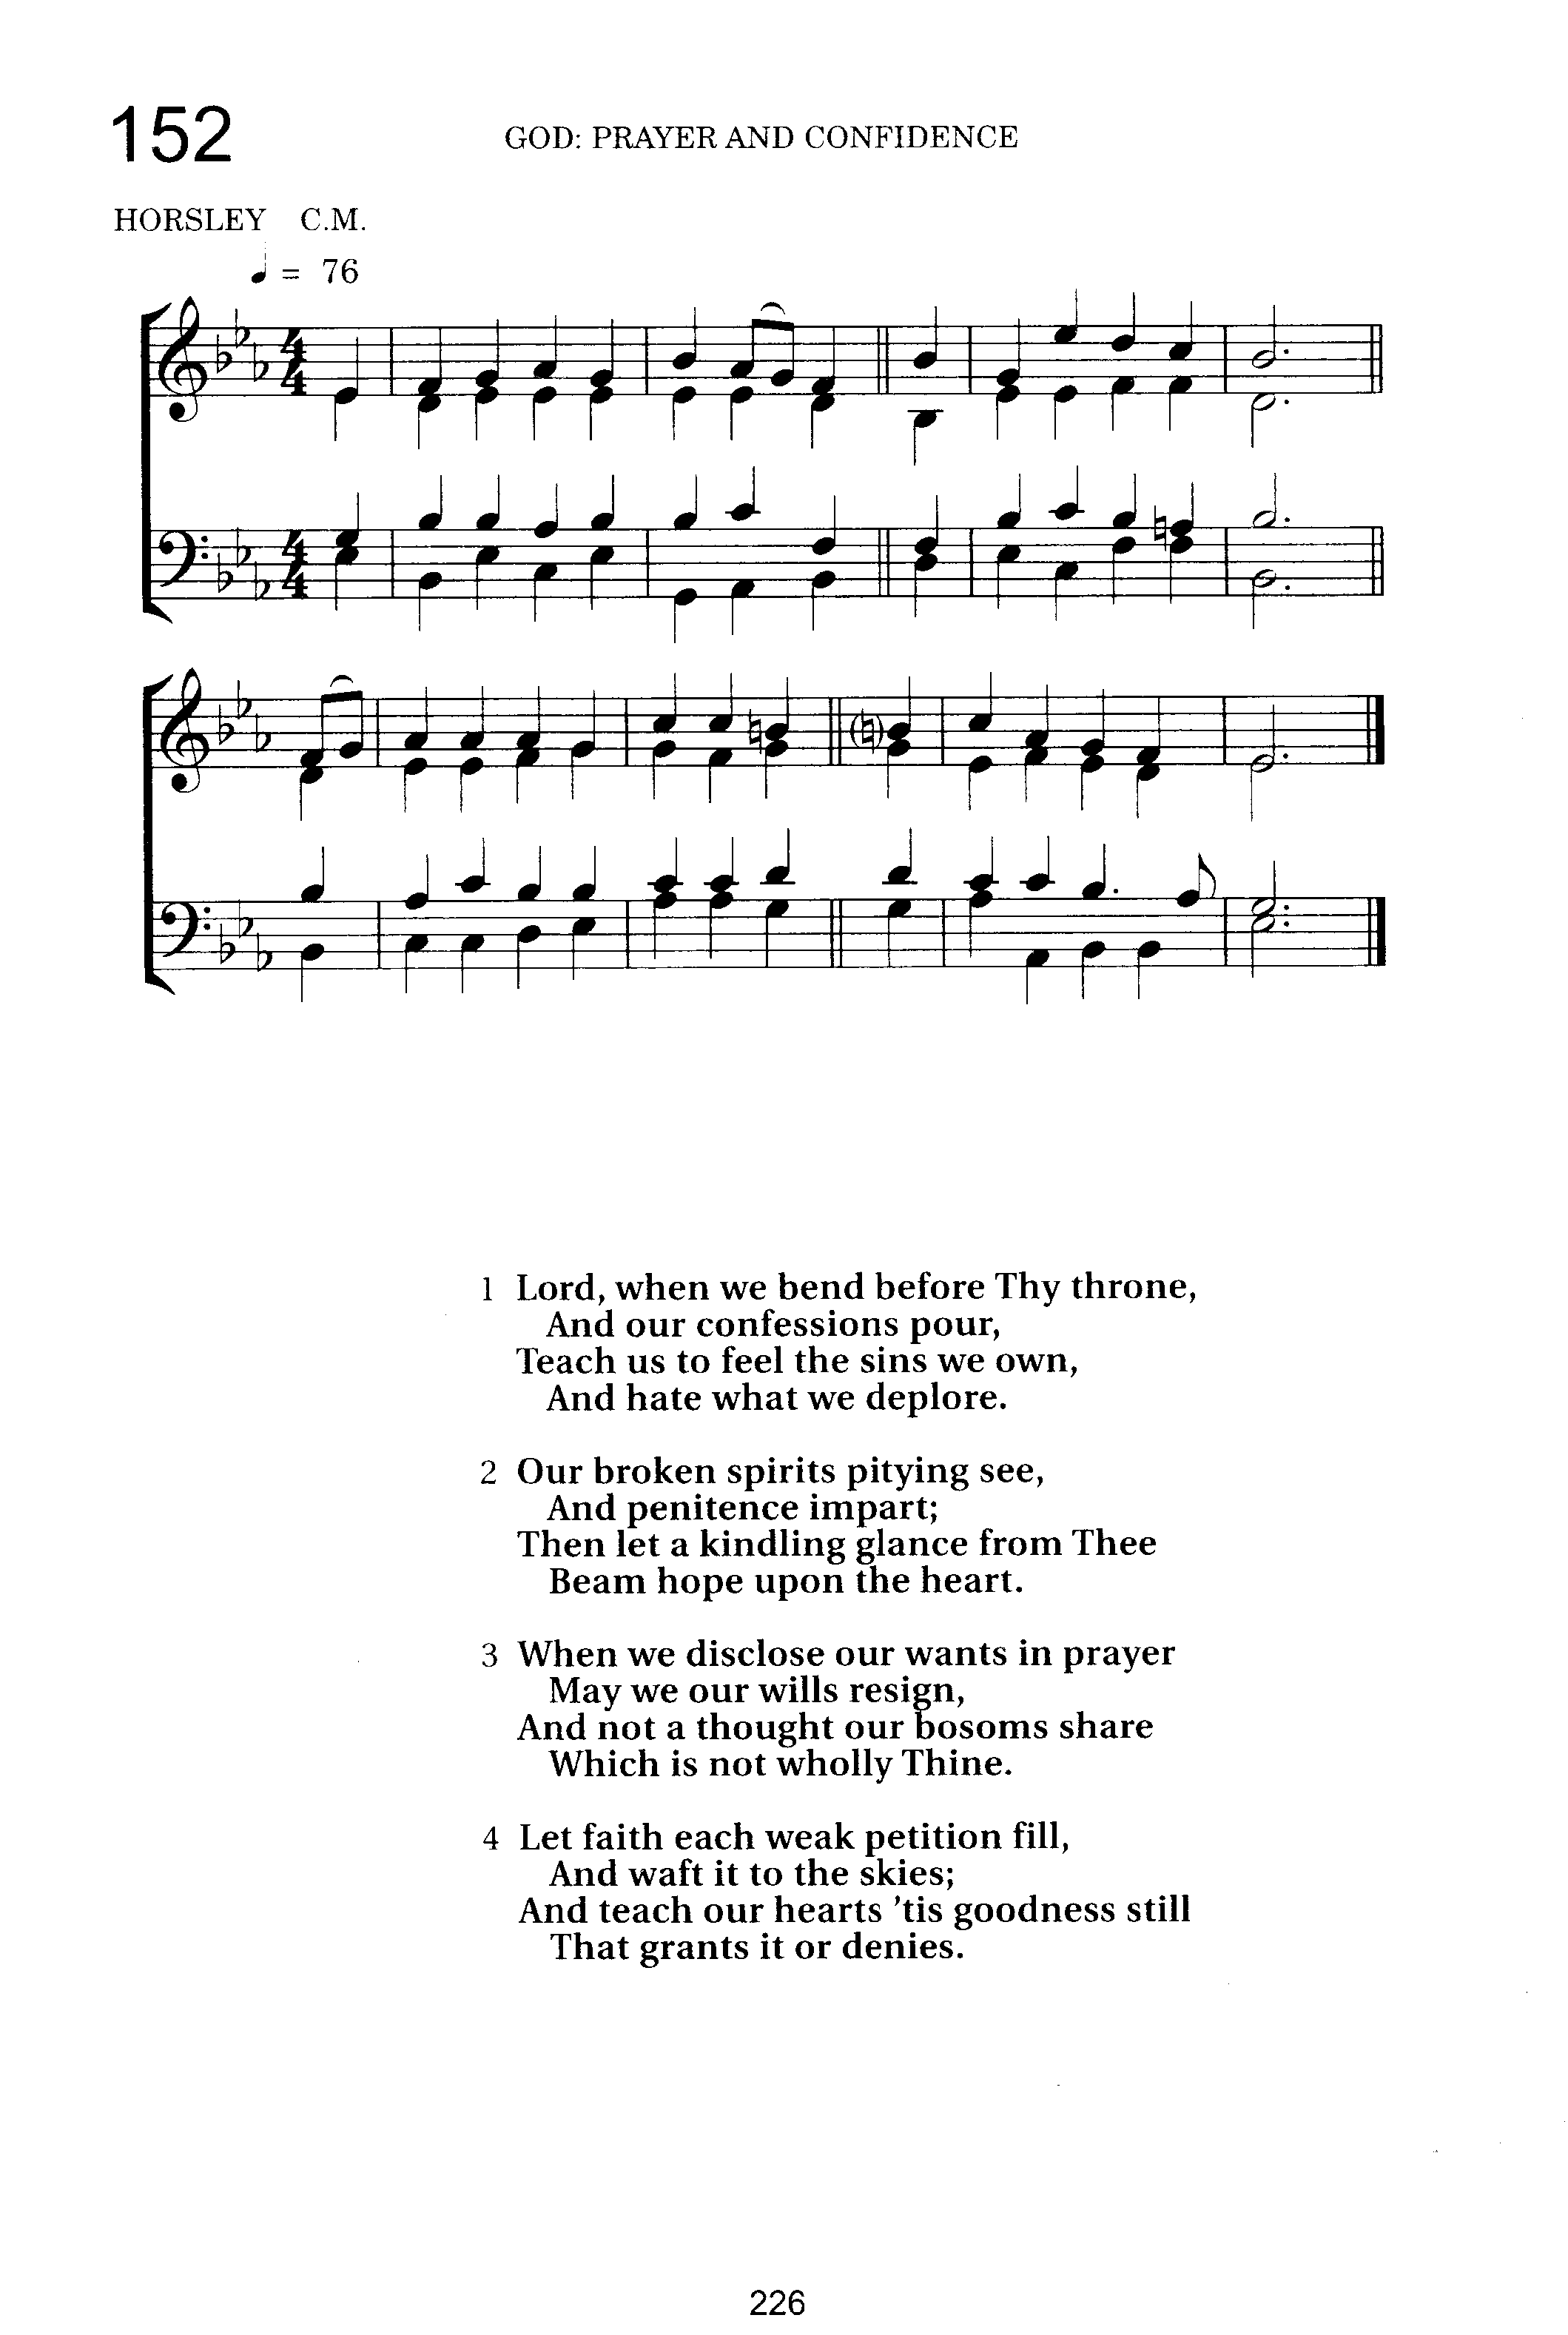 152
GOD: PRAYER AND CONFIDENCE
HORSLEY C.M.
♩ = 76
1 Lord, when we bend before Thy throne,
And our confessions pour,
Teach us to feel the sins we own,
And hate what we deplore.
2 Our broken spirits pitying see,
And penitence impart;
Then let a kindling glance from Thee
Beam hope upon the heart.
3 When we disclose our wants in prayer
May we our wills resign,
And not a thought our bosoms share
Which is not wholly Thine.
4 Let faith each weak petition fill,
And waft it to the skies;
And teach our hearts ’tis goodness still
That grants it or denies.
226